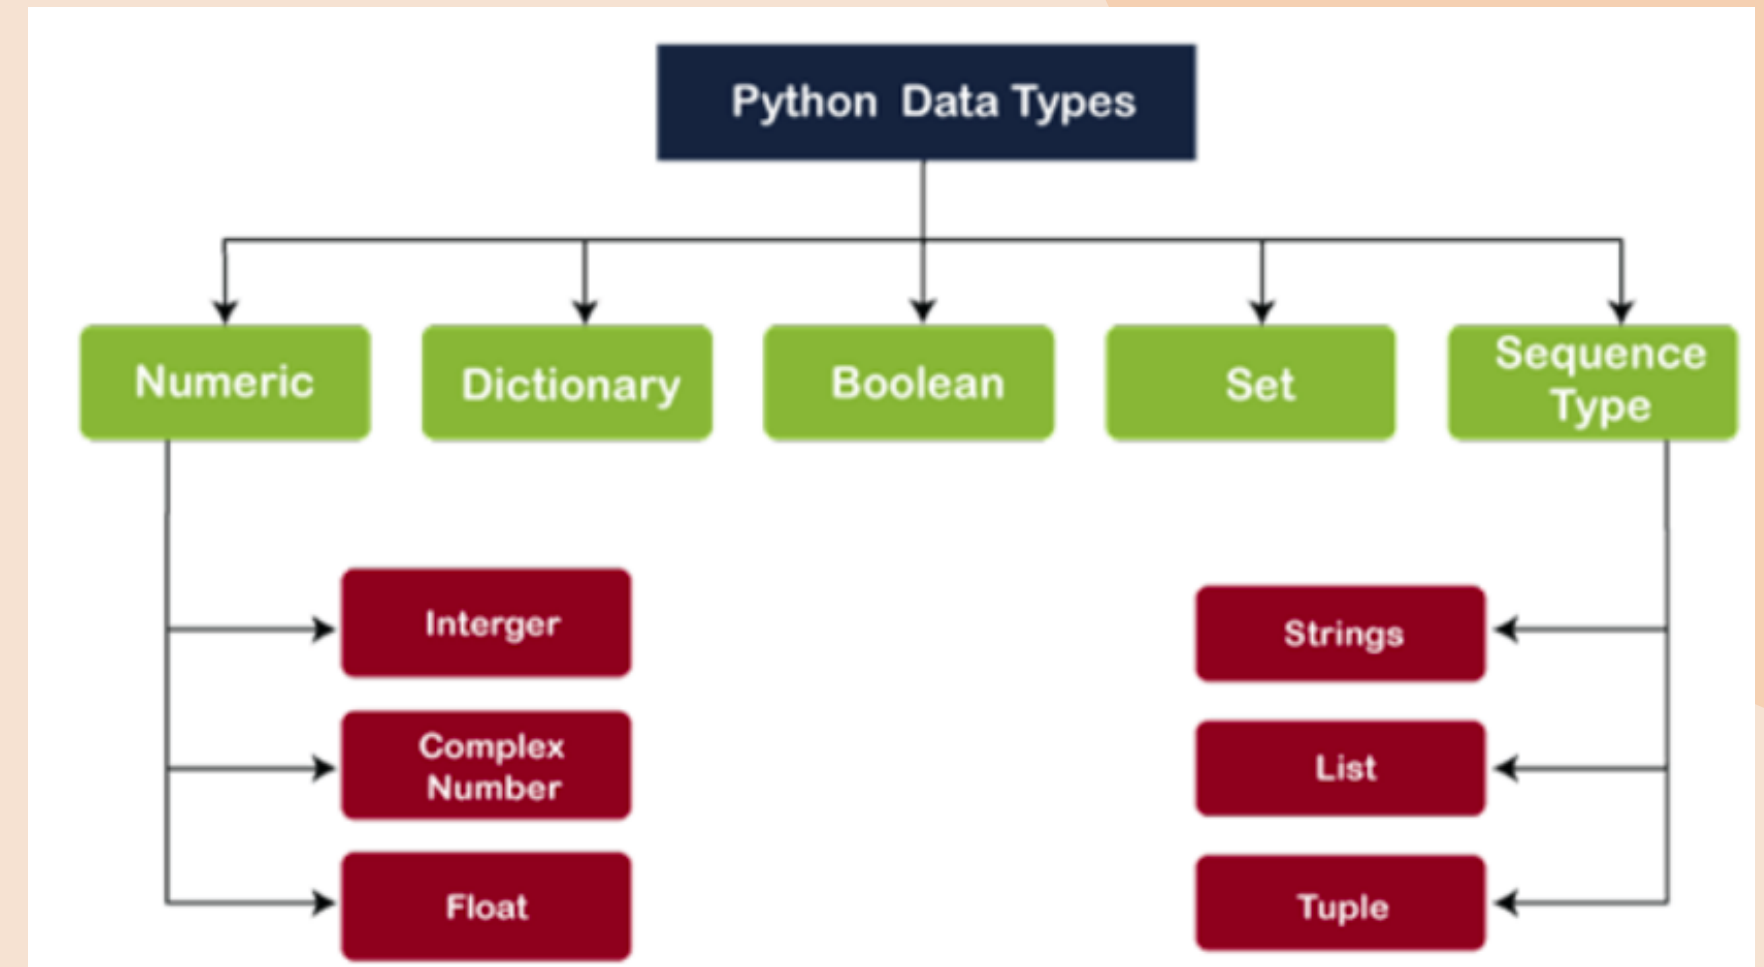 Python Data Types
Numeric
Dictionary
Boolean
Set
Sequence
Type
Interger
Complex
Number
Float
Strings
List
Tuple